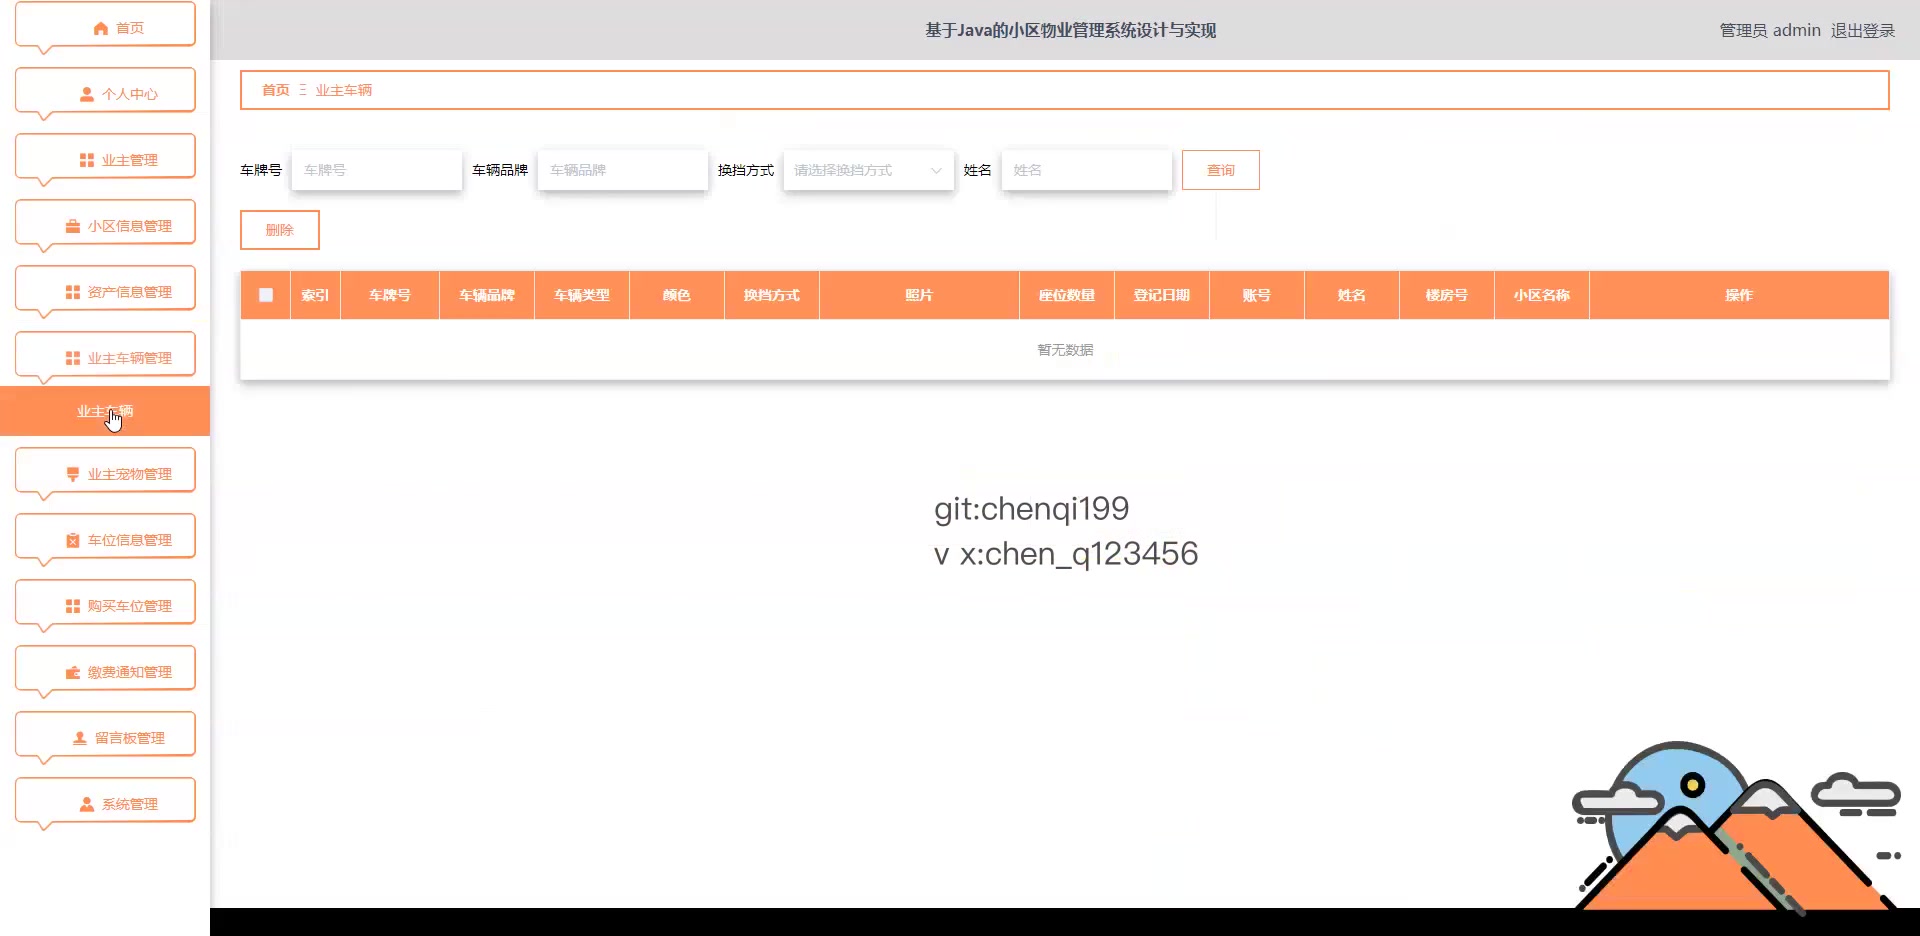 首页
个人中心
业主管理
小区信息管理
资产信息管理
业主车辆管理
业主车辆
业主宠物管理
车位信息管理
购买车位管理
缴费通知管理
留言板管理
系统管理
基于Java的小区物业管理系统设计与实现
管理员 admin 退出登录
首页 业主车辆
车牌号 车牌号 车辆品牌 车辆品牌 换挡方式 请选择换挡方式 姓名 姓名 查询
删除
索引 车牌号 车辆品牌 车辆类型 颜色 换挡方式 照片 座位数量 登记日期 账号 姓名 楼房号 小区名称 操作
暂无数据
git:chenqi199
v x:chen_q123456